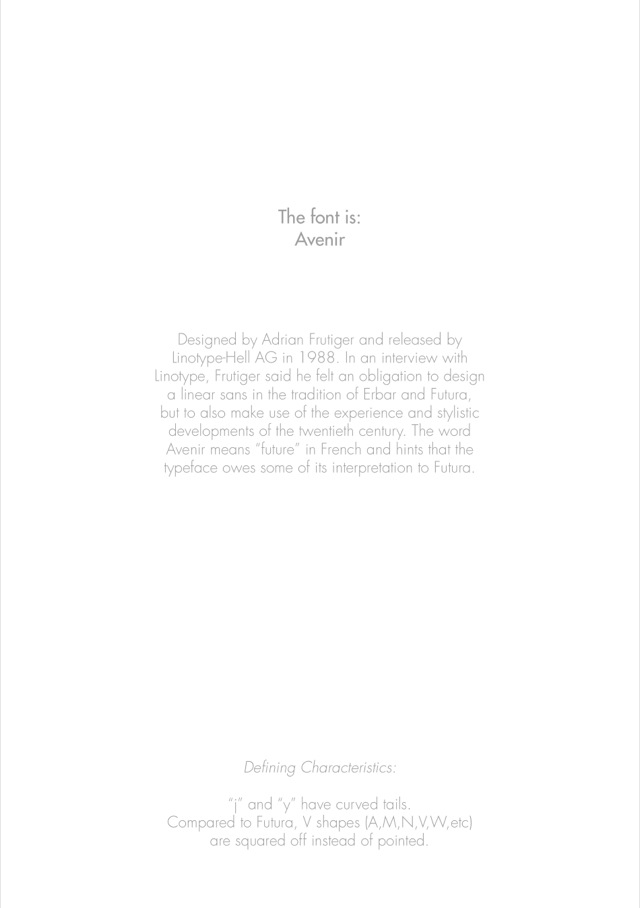 The font is:
Avenir
Designed by Adrian Frutiger and released by
Linotype-Hell AG in 1988. In an interview with
Linotype, Frutiger said he felt an obligation to design
a linear sans in the tradition of Erbar and Futura,
but to also make use of the experience and stylistic
developments of the twentieth century. The word
Avenir means “future” in French and hints that the
typeface owes some of its interpretation to Futura.
Defining Characteristics:
“j” and “y” have curved tails.
Compared to Futura, V shapes (A,M,N,V,W,etc)
are squared off instead of pointed.